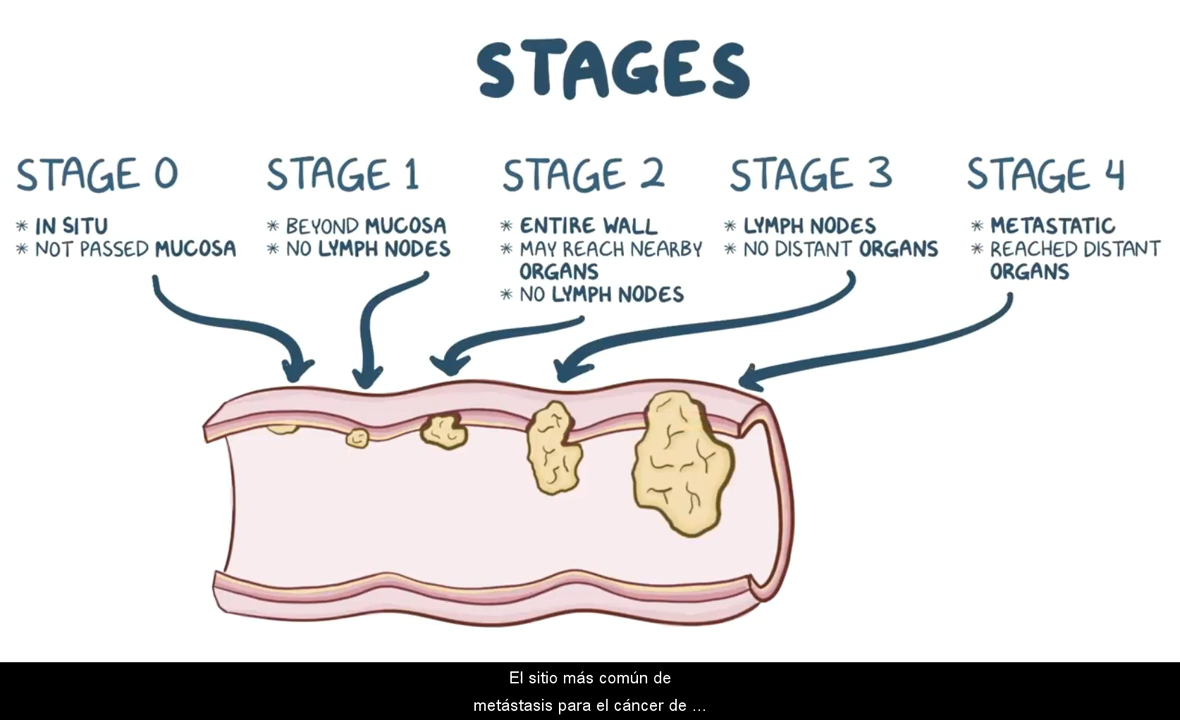 STAGES
STAGE 0
* IN SITU
* NOT PASSED MUCOSA
STAGE 1
* BEYOND MUCOSA
* NO LYMPH NODES
STAGE 2
* ENTIRE WALL
* MAY REACH NEARBY
ORGANS
* NO LYMPH NODES
STAGE 3
* LYMPH NODES
* NO DISTANT ORGANS
STAGE 4
* METASTATIC
* REACHED DISTANT
ORGANS
El sitio más común de
metástasis para el cáncer de ...